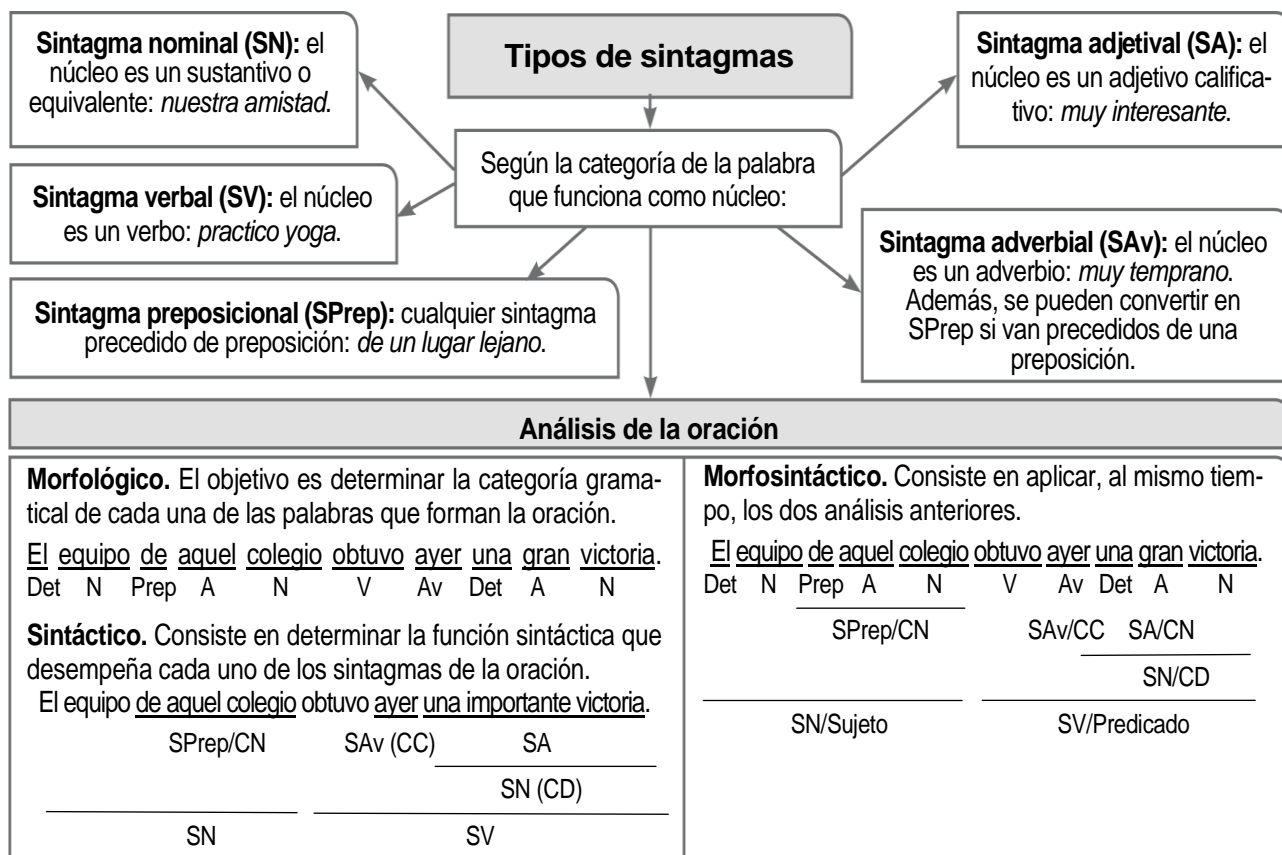 Tipos de sintagmas
Sintagma nominal (SN): el
núcleo es un sustantivo o
equivalente: nuestra amistad.
Sintagma adjetival (SA): el
núcleo es un adjetivo califica-
tivo: muy interesante.
Según la categoría de la palabra
que funciona como núcleo:
Sintagma verbal (SV): el núcleo
es un verbo: practico yoga.
Sintagma adverbial (SAv): el núcleo
es un adverbio: muy temprano.
Además, se pueden convertir en
SPrep si van precedidos de una
preposición.
Sintagma preposicional (SPrep): cualquier sintagma
precedido de preposición: de un lugar lejano.
Análisis de la oración
Morfológico. El objetivo es determinar la categoría grama-
tical de cada una de las palabras que forman la oración.
El equipo de aquel colegio obtuvo ayer una gran victoria.
Det N Prep A N V Av Det A N
Sintáctico. Consiste en determinar la función sintáctica que
desempeña cada uno de los sintagmas de la oración.
El equipo de aquel colegio obtuvo ayer una importante victoria.
SPrep/CN SAv (CC) SA
SN (CD)
SN SV
Morfosintáctico. Consiste en aplicar, al mismo tiem-
po, los dos análisis anteriores.
El equipo de aquel colegio obtuvo ayer una gran victoria.
Det N Prep A N V Av Det A N
SPrep/CN SAv/CC SA/CN
SN/CD
SN/Sujeto SV/Predicado